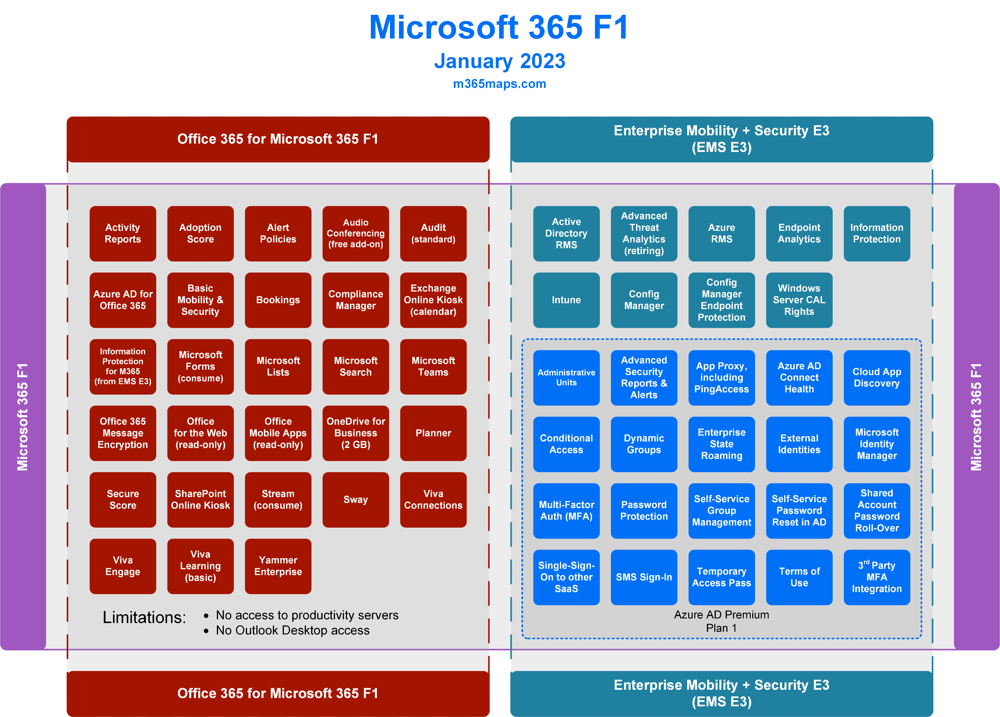 Microsoft 365 F1
January 2023
m365maps.com
Office 365 for Microsoft 365 F1
Enterprise Mobility + Security E3
(EMS E3)
Microsoft 365 F1
Activity
Reports
Adoption
Score
Alert
Policies
Audio
Conferencing
(free add-on)
Audit
(standard)
Azure AD for
Office 365
Basic
Mobility &
Security
Bookings
Compliance
Manager
Exchange
Online Kiosk
(calendar)
Information
Protection
for M365
(from EMS E3)
Microsoft
Forms
(consume)
Microsoft
Lists
Microsoft
Search
Microsoft
Teams
Office 365
Message
Encryption
Office
for the Web
(read-only)
Office
Mobile Apps
(read-only)
OneDrive for
Business
(2 GB)
Planner
Secure
Score
SharePoint
Online Kiosk
Stream
(consume)
Sway
Viva
Connections
Viva
Engage
Viva
Learning
(basic)
Yammer
Enterprise
Limitations:
• No access to productivity servers
• No Outlook Desktop access
Active
Directory
RMS
Advanced
Threat
Analytics
(retiring)
Azure
RMS
Endpoint
Analytics
Information
Protection
Intune
Config
Manager
Config
Manager
Endpoint
Protection
Windows
Server CAL
Rights
Administrative
Units
Advanced
Security
Reports &
Alerts
App Proxy,
including
PingAccess
Azure AD
Connect
Health
Cloud App
Discovery
Conditional
Access
Dynamic
Groups
Enterprise
State
Roaming
External
Identities
Microsoft
Identity
Manager
Multi-Factor
Auth (MFA)
Password
Protection
Self-Service
Group
Management
Self-Service
Password
Reset in AD
Shared
Account
Password
Roll-Over
Single-Sign-
On to other
SaaS
SMS Sign-In
Temporary
Access Pass
Terms of
Use
3rd Party
MFA
Integration
Azure AD Premium
Plan 1
Microsoft 365 F1
Office 365 for Microsoft 365 F1
Enterprise Mobility + Security E3
(EMS E3)